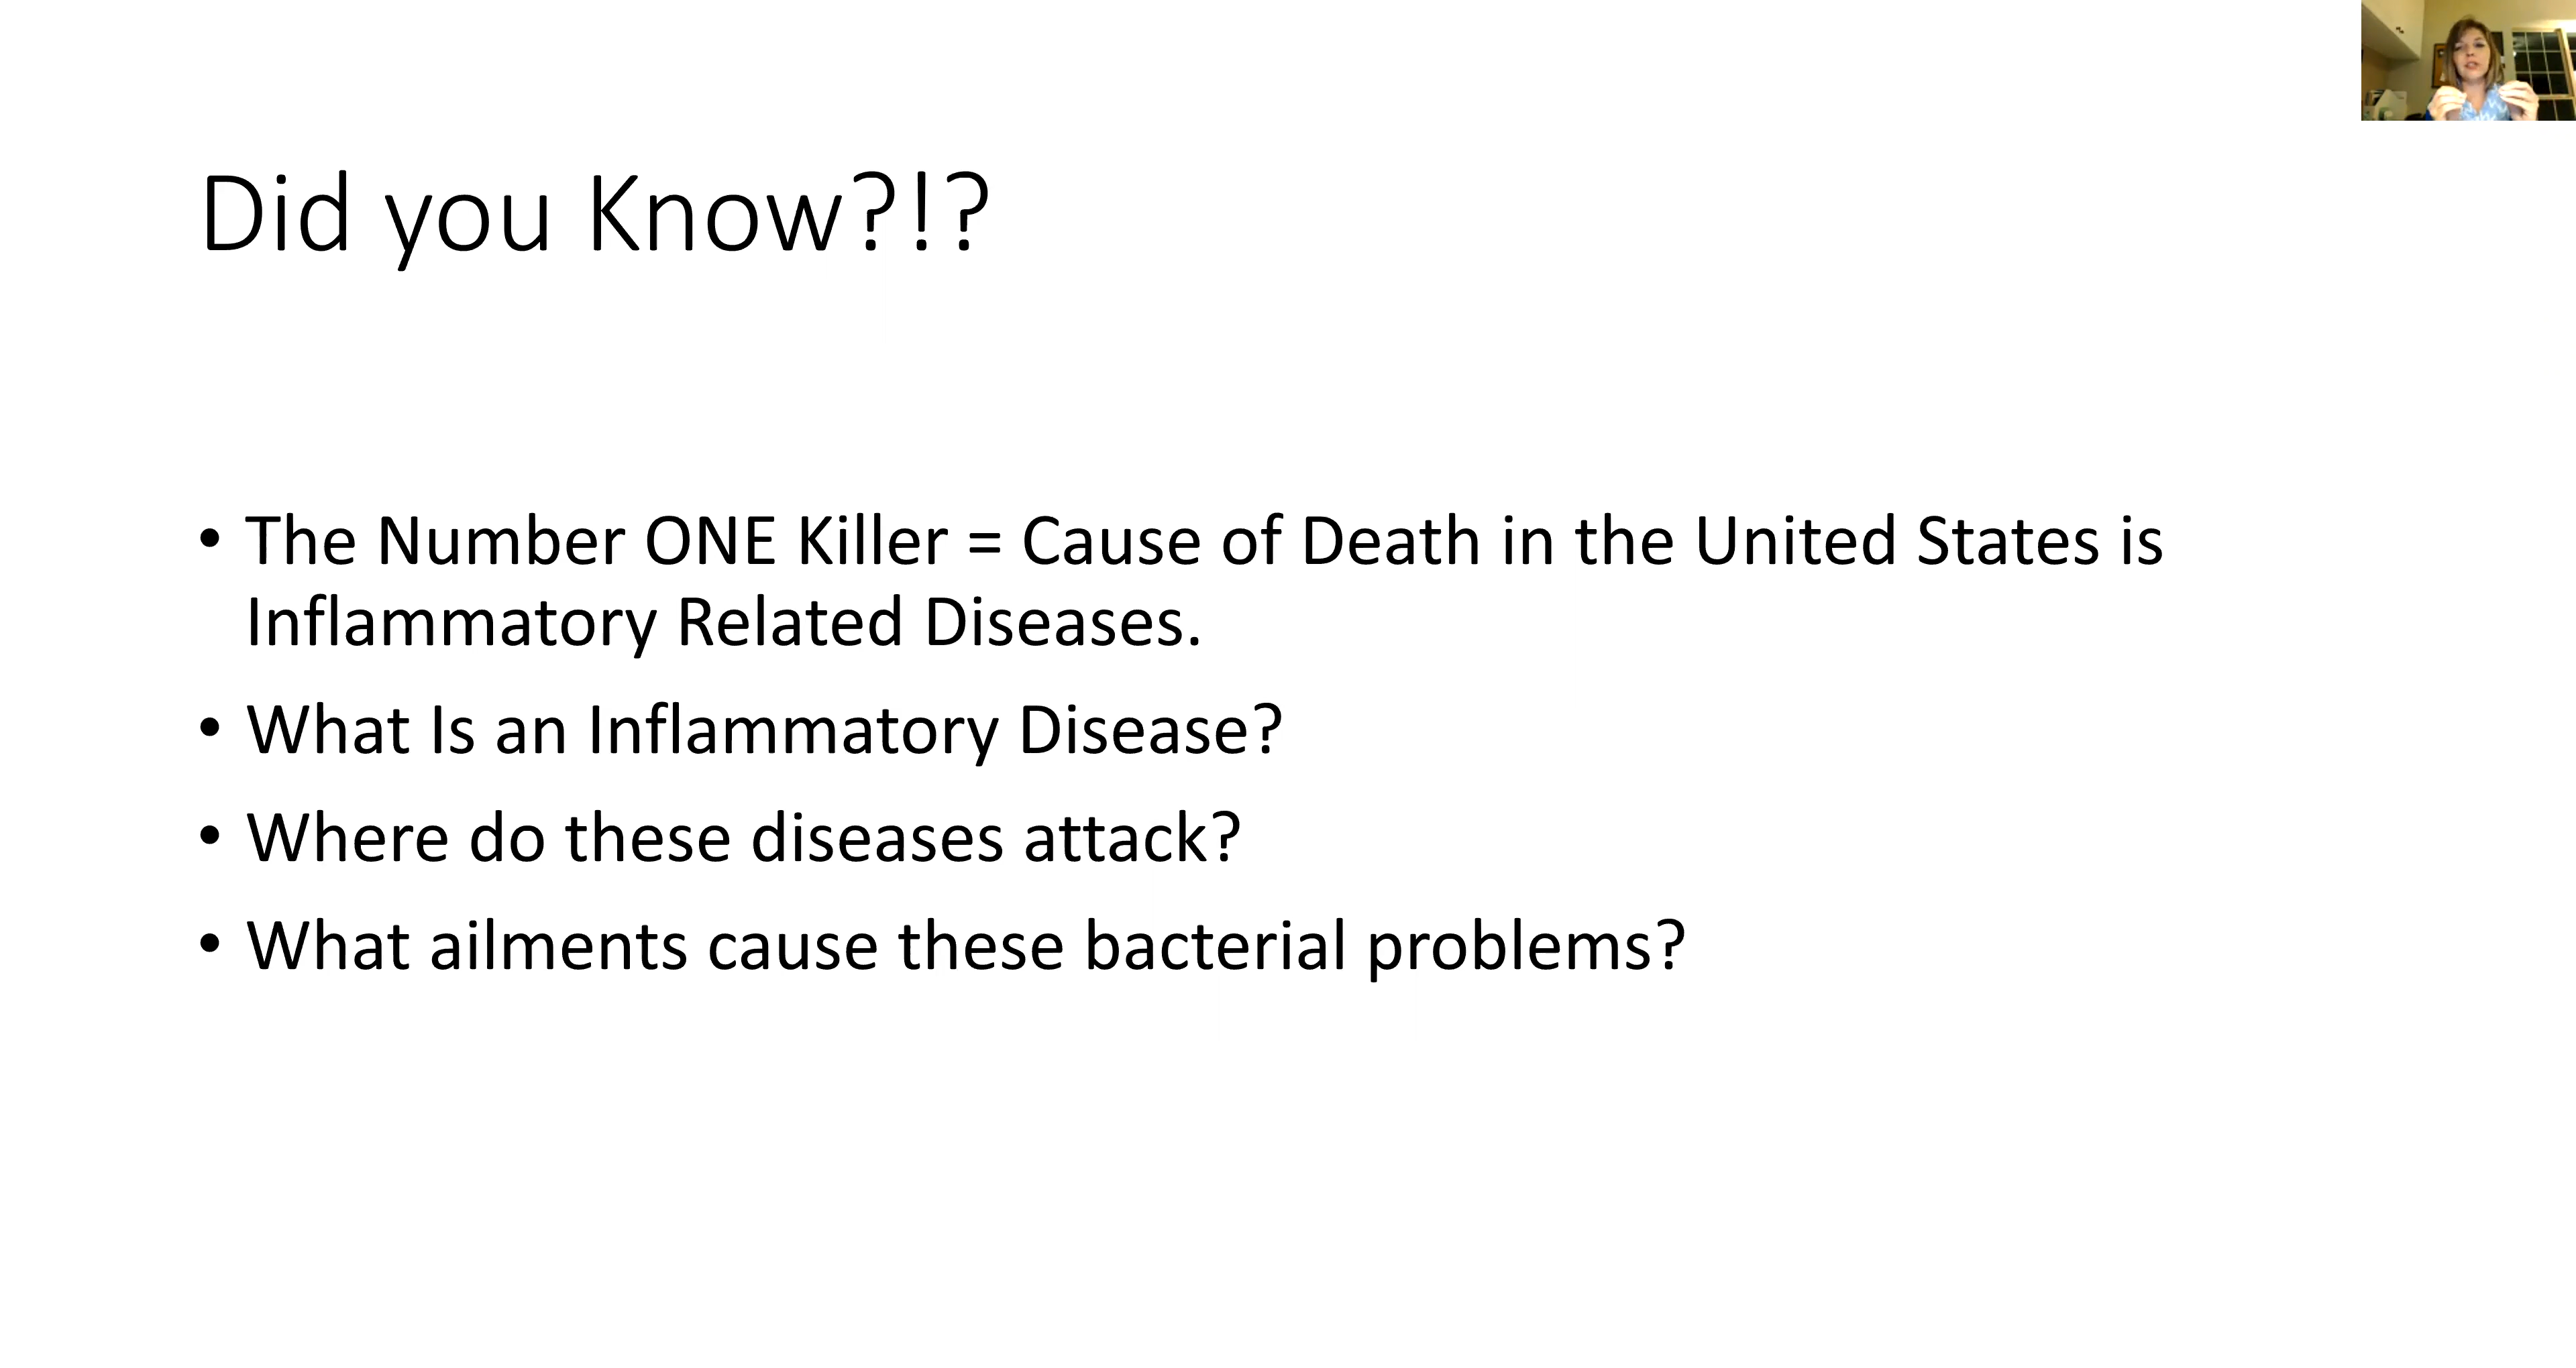 Did you Know?!?
• The Number ONE Killer = Cause of Death in the United States is
Inflammatory Related Diseases.
• What Is an Inflammatory Disease?
• Where do these diseases attack?
• What ailments cause these bacterial problems?